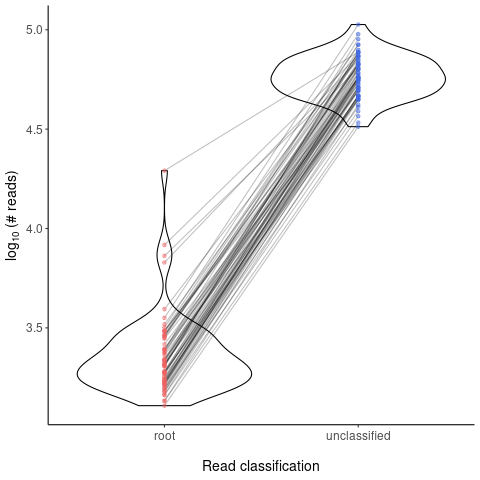 5.0
4.5
4.0
3.5
log₁₀ (# reads)
root unclassified
Read classification